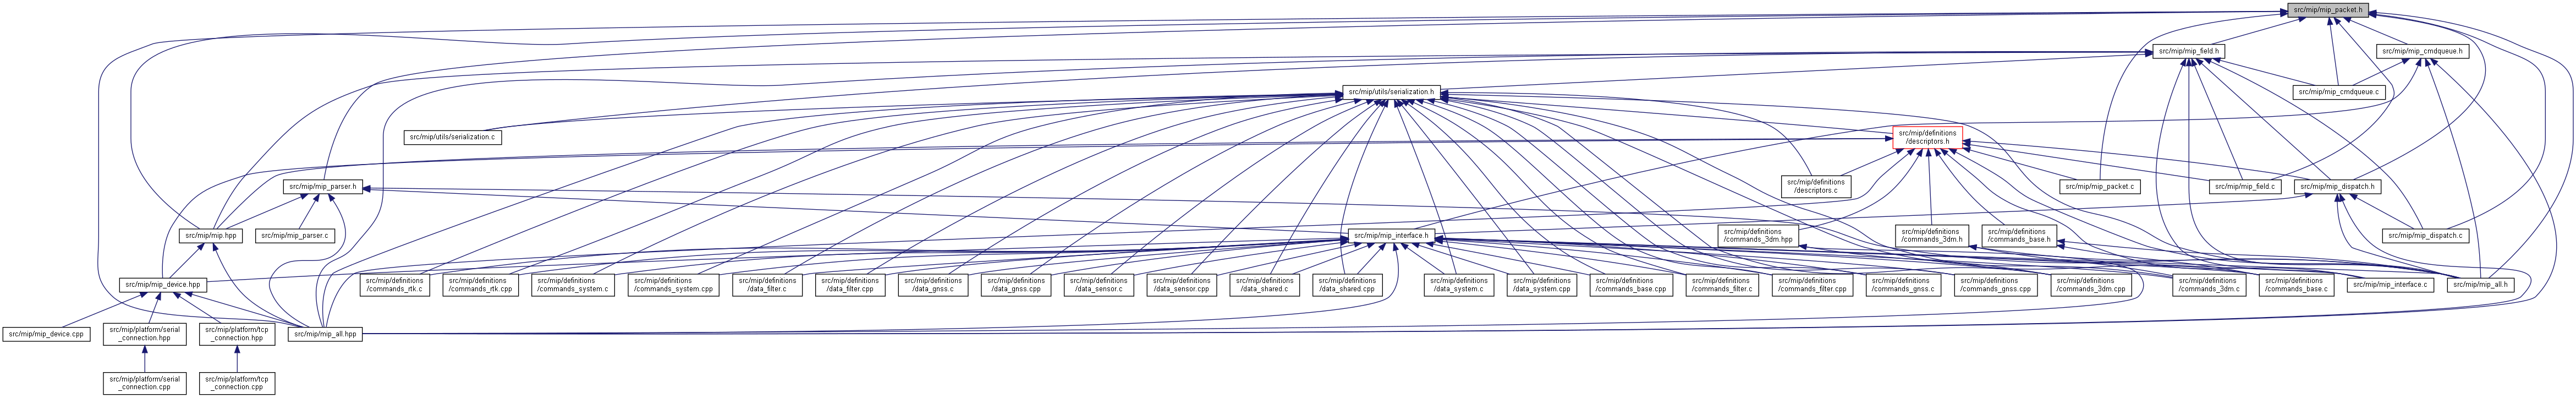 src/mip/mip_packet.h
src/mip/mip_field.h
src/mip/mip_cmdqueue.h
src/mip/utils/serialization.h
src/mip/mip_cmdqueue.c
src/mip/utils/serialization.c
src/mip/definitions
/descriptors.h
src/mip/mip_parser.h
src/mip/definitions
/descriptors.c
src/mip/mip_packet.c
src/mip/mip_field.c
src/mip/mip_dispatch.h
src/mip/mip.hpp
src/mip/mip_parser.c
src/mip/mip_interface.h
src/mip/definitions
/commands_3dm.hpp
src/mip/definitions
/commands_3dm.h
src/mip/definitions
/commands_base.h
src/mip/mip_dispatch.c
src/mip/mip_device.hpp
src/mip/definitions
/commands_rtk.c
src/mip/definitions
/commands_rtk.cpp
src/mip/definitions
/commands_system.c
src/mip/definitions
/commands_system.cpp
src/mip/definitions
/data_filter.c
src/mip/definitions
/data_filter.cpp
src/mip/definitions
/data_gnss.c
src/mip/definitions
/data_gnss.cpp
src/mip/definitions
/data_sensor.c
src/mip/definitions
/data_sensor.cpp
src/mip/definitions
/data_shared.c
src/mip/definitions
/data_shared.cpp
src/mip/definitions
/data_system.c
src/mip/definitions
/data_system.cpp
src/mip/definitions
/commands_base.cpp
src/mip/definitions
/commands_filter.c
src/mip/definitions
/commands_filter.cpp
src/mip/definitions
/commands_gnss.c
src/mip/definitions
/commands_gnss.cpp
src/mip/definitions
/commands_3dm.cpp
src/mip/definitions
/commands_3dm.c
src/mip/definitions
/commands_base.c
src/mip/mip_interface.c
src/mip/mip_all.h
src/mip/mip_device.cpp
src/mip/platform/serial
_connection.hpp
src/mip/platform/tcp
_connection.hpp
src/mip/mip_all.hpp
src/mip/platform/serial
_connection.cpp
src/mip/platform/tcp
_connection.cpp